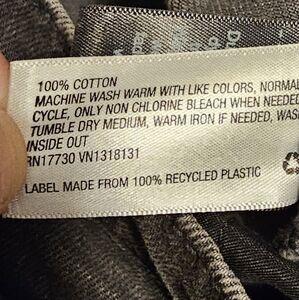 100% COTTON
MACHINE WASH WARM WITH LIKE COLORS, NORMAL
CYCLE, ONLY NON CHLORINE BLEACH WHEN NEEDED
TUMBLE DRY MEDIUM, WARM IRON IF NEEDED, WAS
INSIDE OUT
RN17730 VN1318131
LABEL MADE FROM 100% RECYCLED PLASTIC